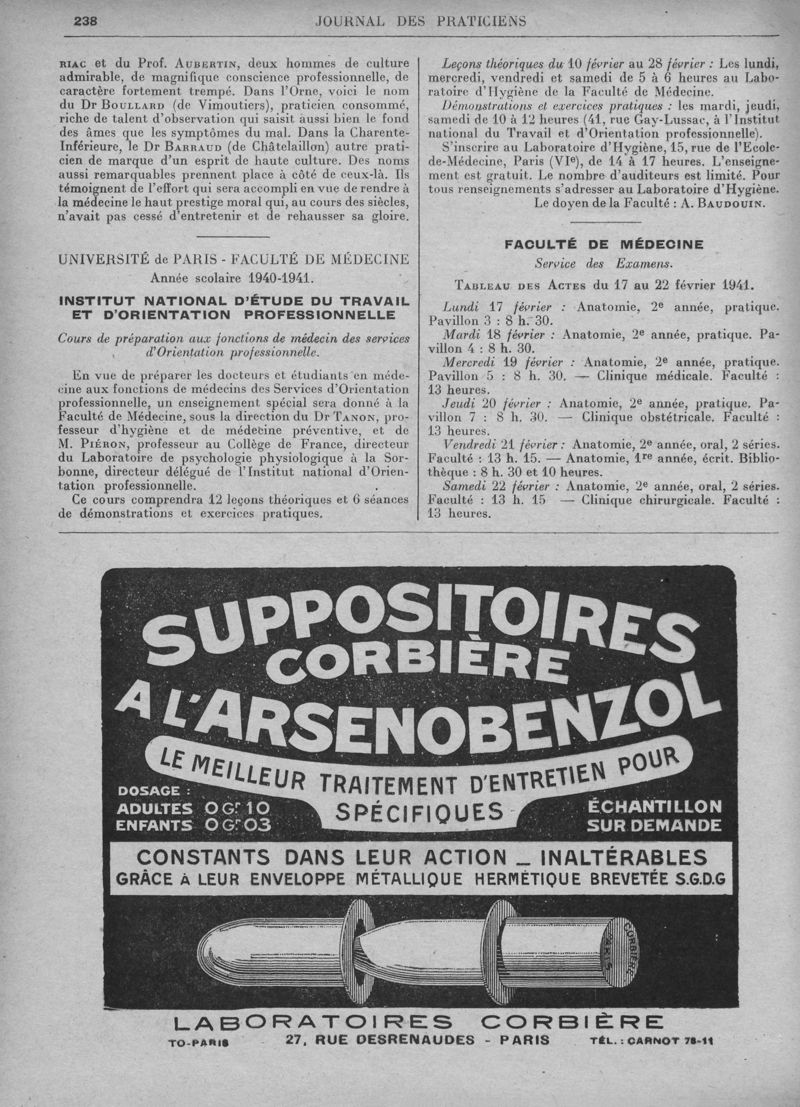 238
JOURNAL DES PRATICIENS
RIAC et du Prof. AUBERTIN, deux hommes de culture
admirable, de magnifique conscience professionnelle, de
caractère fortement trempé. Dans l'Orne, voici le nom
du Dr BOULLARD (de Vimoutiers), praticien consommé,
riche de talent d'observation qui saisit aussi bien le fond
des âmes que les symptômes du mal. Dans la Charente-
Inférieure, le Dr BARRAUD (de Châtelaillon) autre prati-
cien de marque d'un esprit de haute culture. Des noms
aussi remarquables prennent place à côté de ceux-là. Ils
témoignent de l'effort qui sera accompli en vue de rendre à
la médecine le haut prestige moral qui, au cours des siècles,
n'avait pas cessé d'entretenir et de rehausser sa gloire.
UNIVERSITÉ de PARIS - FACULTÉ DE MÉDECINE
Année scolaire 1940-1941.
INSTITUT NATIONAL D'ÉTUDE DU TRAVAIL
ET D'ORIENTATION PROFESSIONNELLE
Cours de préparation aux fonctions de médecin des services
d'Orientation professionnelle.
En vue de préparer les docteurs et étudiants en méde-
cine aux fonctions de médecins des Services d'Orientation
professionnelle, un enseignement spécial sera donné à la
Faculté de Médecine, sous la direction du Dr TANON, pro-
fesseur d'hygiène et de médecine préventive, et de
M. PIÉRON, professeur au Collège de France, directeur
du Laboratoire de psychologie physiologique à la Sor-
bonne, directeur délégué de l'Institut national d'Orien-
tation professionnelle.
Ce cours comprendra 12 leçons théoriques et 6 séances
de démonstrations et exercices pratiques.
Leçons théoriques du 10 février au 28 février : Les lundi,
mercredi, vendredi et samedi de 5 à 6 heures au Labo-
ratoire d'Hygiène de la Faculté de Médecine.
Démonstrations et exercices pratiques : les mardi, jeudi,
samedi de 10 à 12 heures (41, rue Gay-Lussac, à l'Institut
national du Travail et d'Orientation professionnelle).
S'inscrire au Laboratoire d'Hygiène, 15, rue de l'Ecole-
de-Médecine, Paris (VIe), de 14 à 17 heures. L'enseigne-
ment est gratuit. Le nombre d'auditeurs est limité. Pour
tous renseignements s'adresser au Laboratoire d'Hygiène.
Le doyen de la Faculté : A. BAUDOUIN.
FACULTÉ DE MÉDECINE
Service des Examens.
TABLEAU DES ACTES du 17 au 22 février 1941.
Lundi 17 février : Anatomie, 2e année, pratique.
Pavillon 3 : 8 h. 30.
Mardi 18 février : Anatomie, 2e année, pratique. Pa-
villon 4 : 8 h. 30.
Mercredi 19 février : Anatomie, 2e année, pratique.
Pavillon 5 : 8 h. 30. — Clinique médicale. Faculté :
13 heures.
Jeudi 20 février : Anatomie, 2e année, pratique. Pa-
villon 7 : 8 h. 30. — Clinique obstétricale. Faculté :
13 heures.
Vendredi 21 février : Anatomie, 2e année, oral, 2 séries.
Faculté : 13 h. 15. — Anatomie, 1re année, écrit. Biblio-
thèque : 8 h. 30 et 10 heures.
Samedi 22 février : Anatomie, 2e année, oral, 2 séries.
Faculté : 13 h. 15 — Clinique chirurgicale. Faculté :
13 heures.
SUPPOSITOIRES
CORBIÈRE
A L'ARSENOBENZOL
LE MEILLEUR TRAITEMENT D'ENTRETIEN POUR
SPÉCIFIQUES
DOSAGE :
ADULTES 0 Gr 10
ENFANTS 0 Gr 03
ÉCHANTILLON
SUR DEMANDE
CONSTANTS DANS LEUR ACTION _ INALTÉRABLES
GRÂCE A LEUR ENVELOPPE MÉTALLIQUE HERMÉTIQUE BREVETÉE S.G.D.G
CORBIÈRE
PARIS
LABORATOIRES CORBIÈRE
TO-PARIS
27, RUE DESRENAUDES - PARIS
TÉL. : CARNOT 78-11